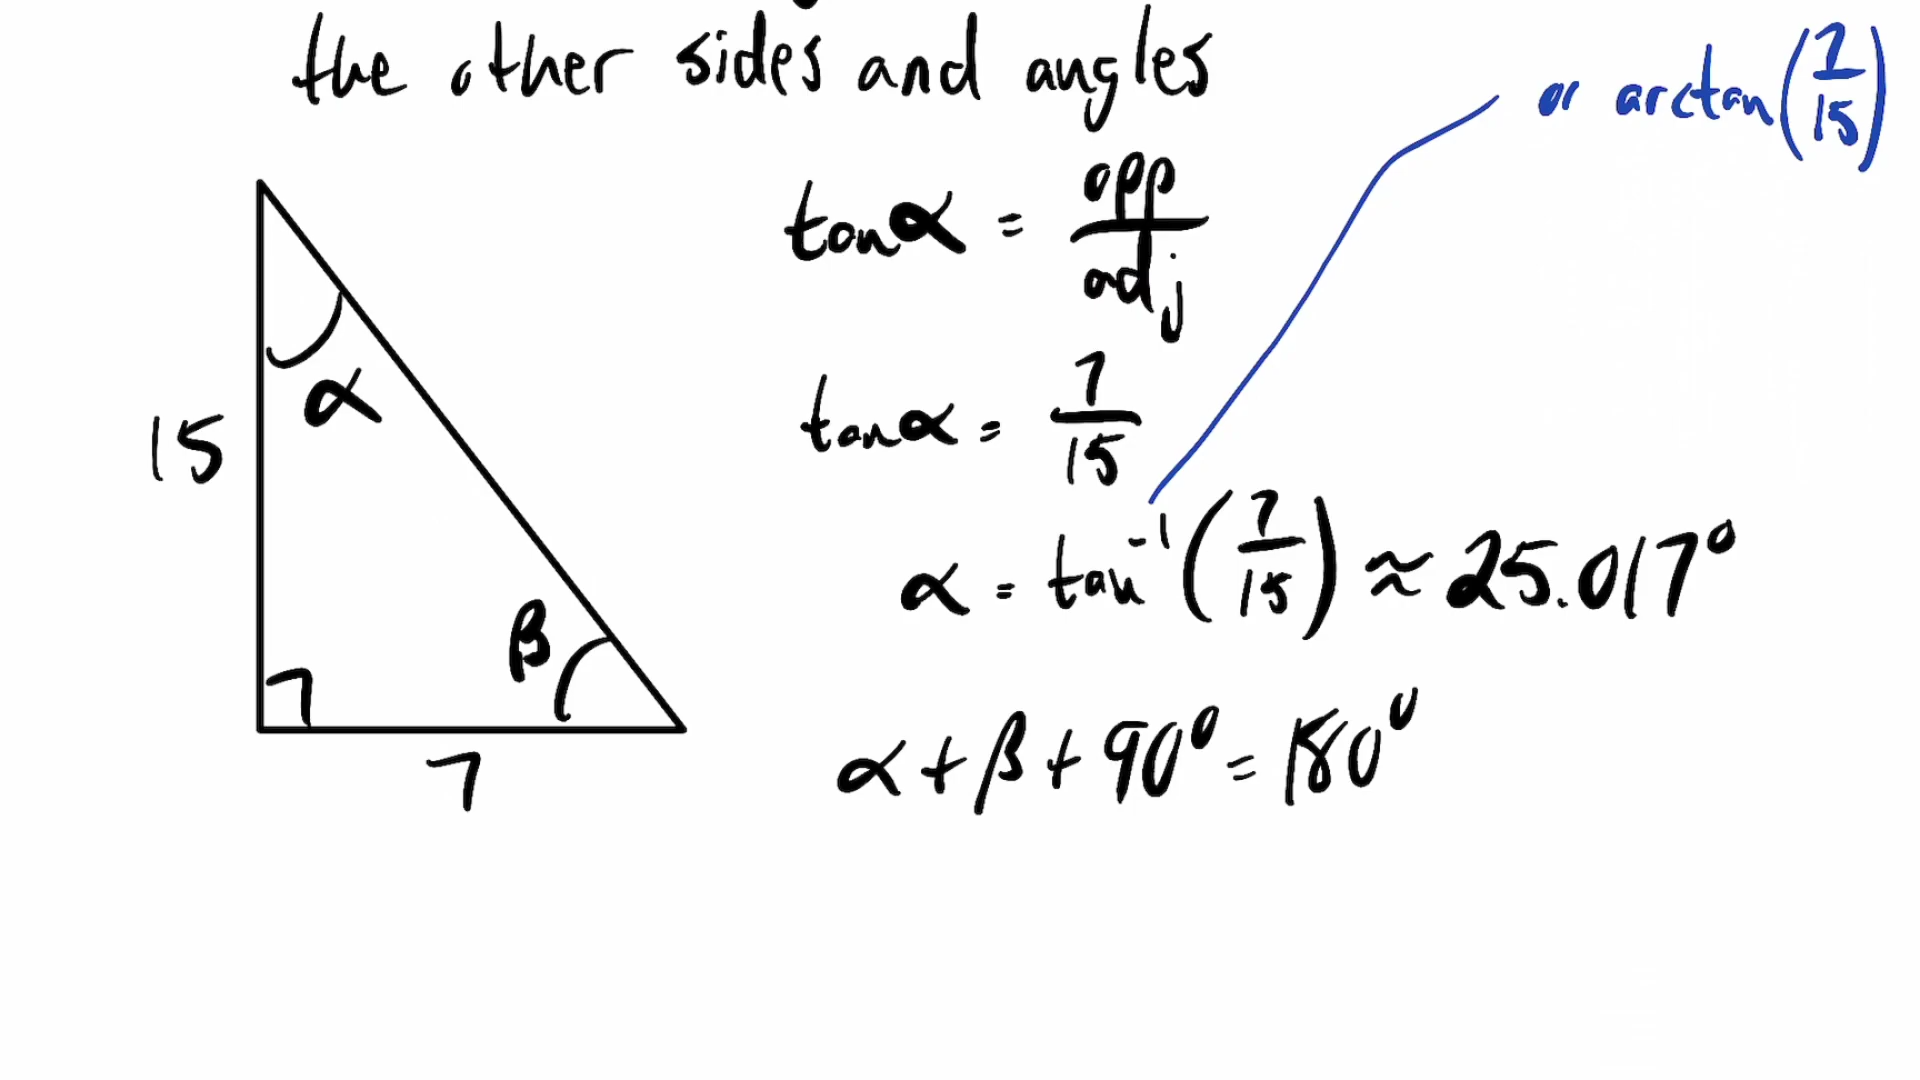 the other sides and angles
or arctan(7/15)
tanα = opp/adj
tanα = 7/15
α = tan⁻¹(7/15) ≈ 25.017°
α + β + 90° = 180°
α
15
β
7